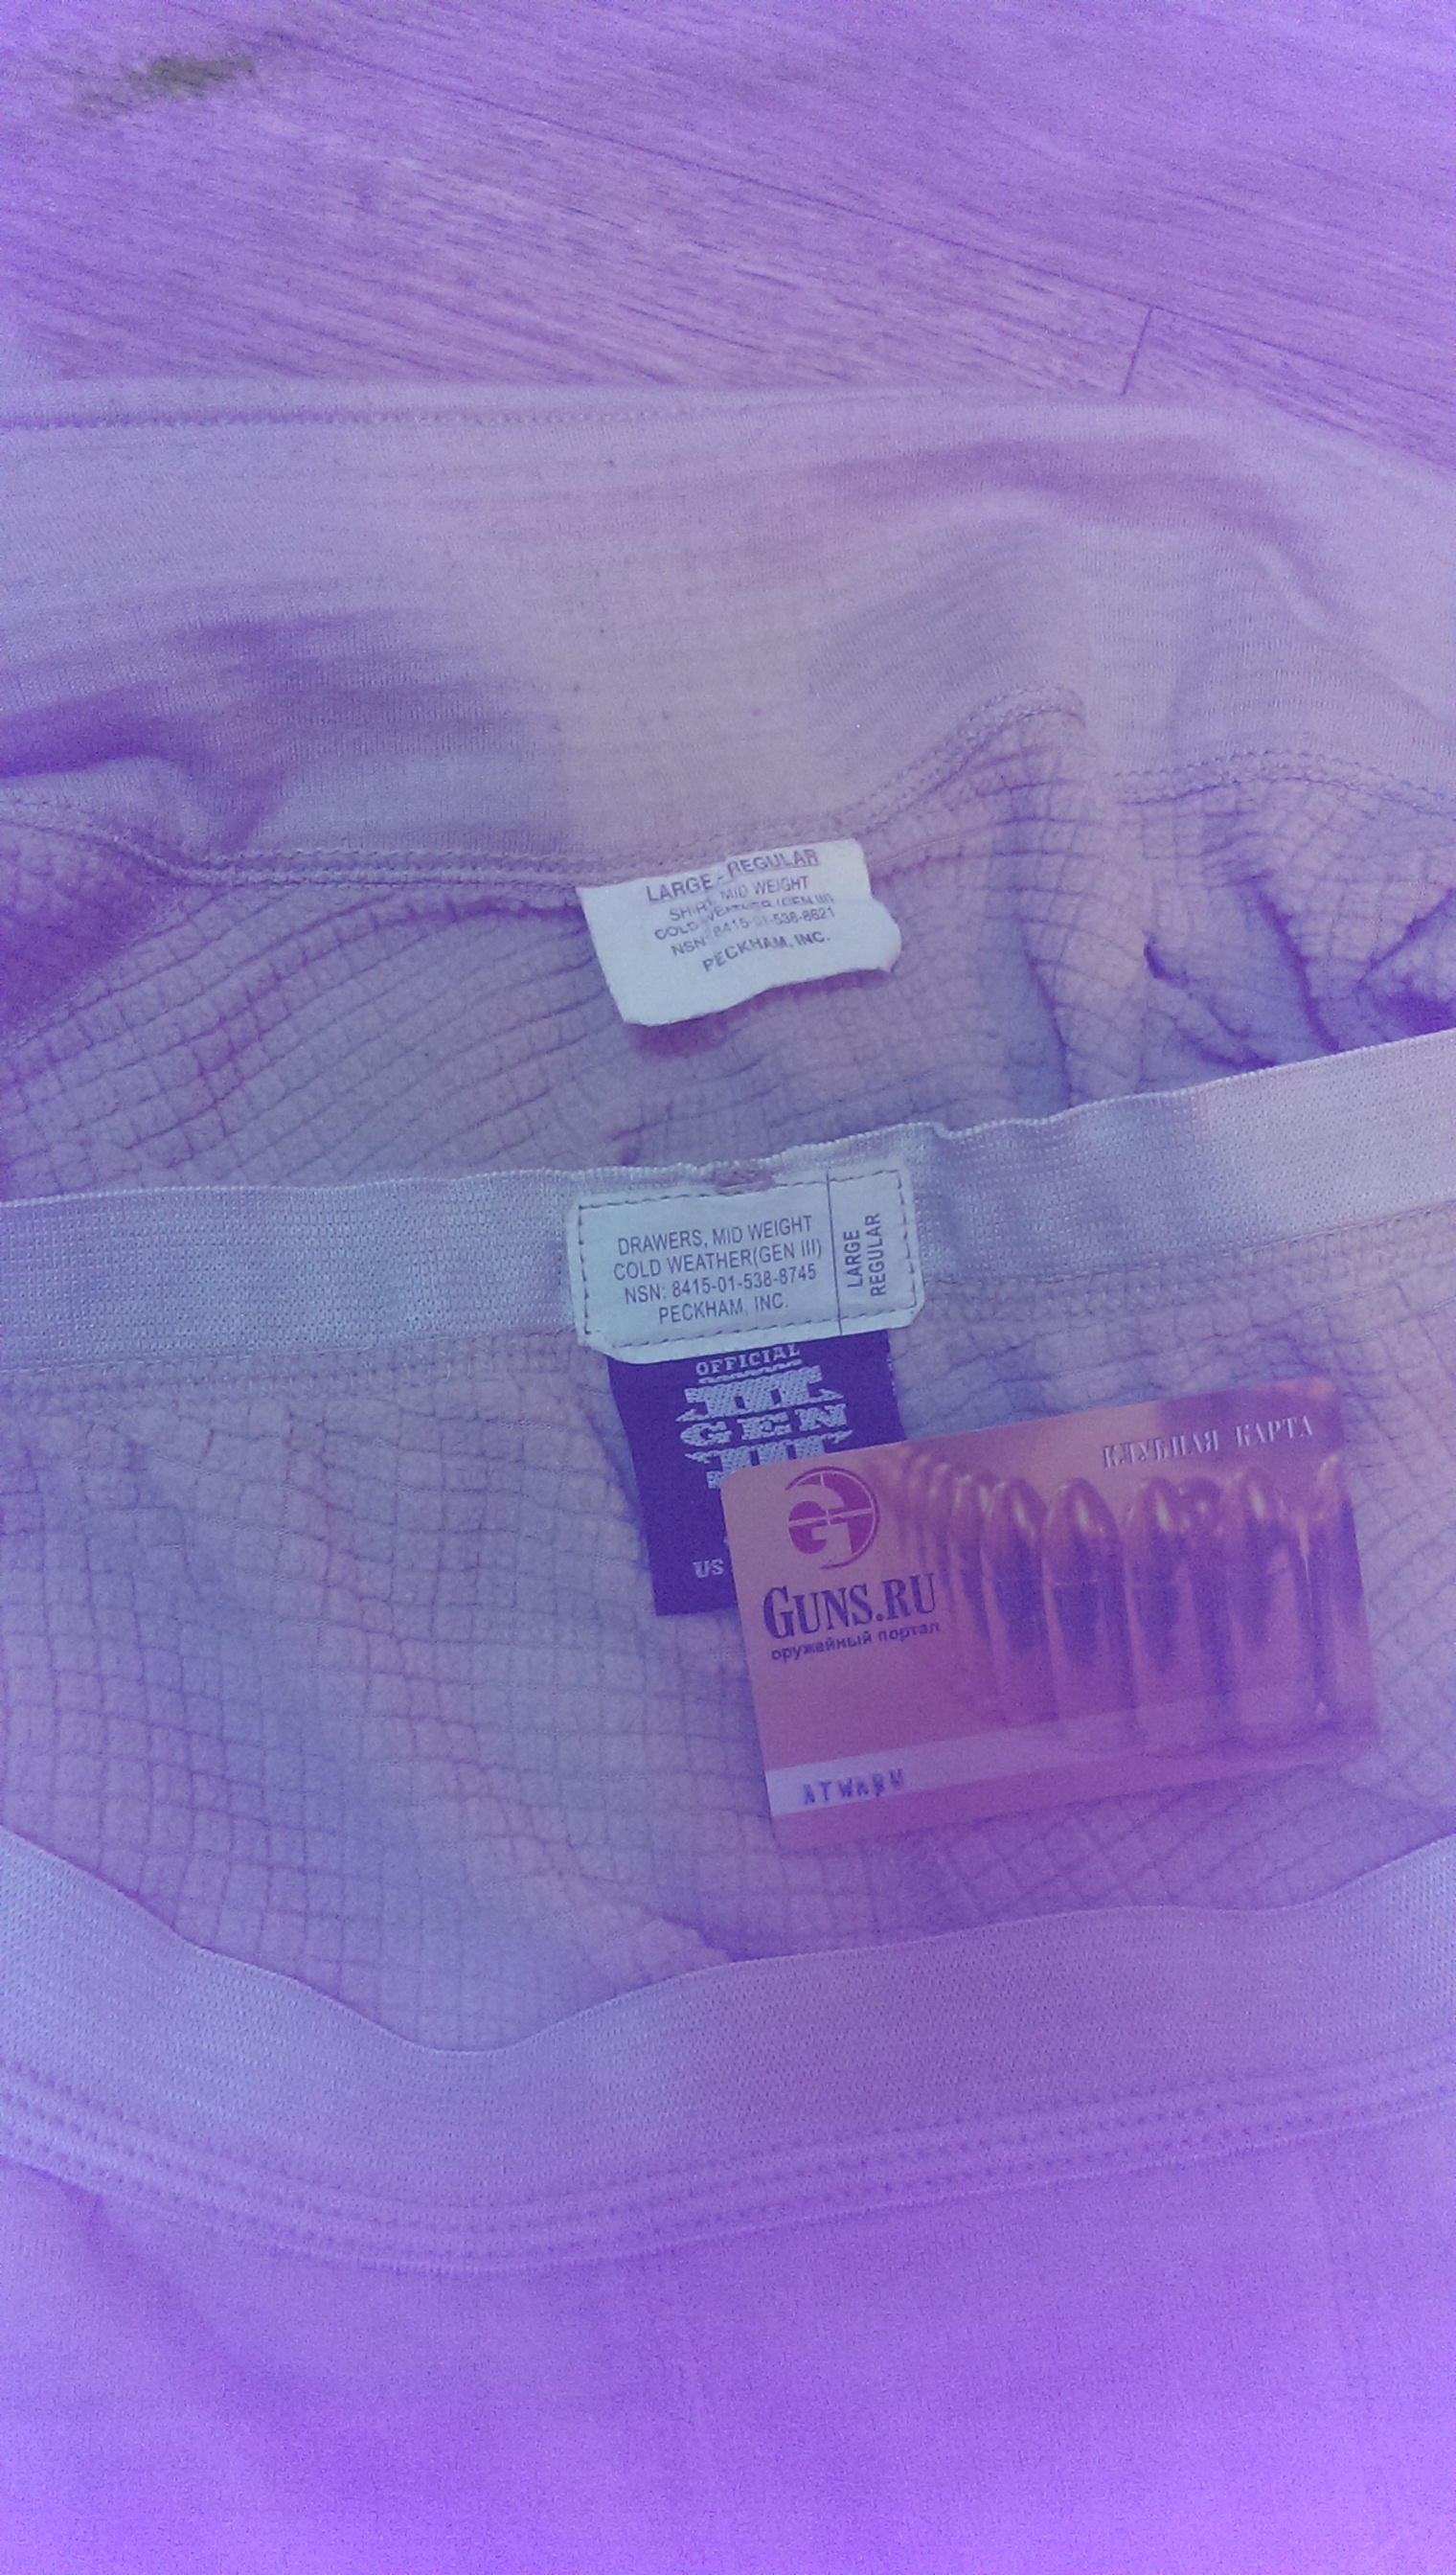 LARGE - REGULAR
SHIRT, MID WEIGHT
COLD WEATHER (GEN III)
NSN: 8415-01-538-8621
PECKHAM, INC.
DRAWERS, MID WEIGHT
COLD WEATHER(GEN III)
NSN: 8415-01-538-8745
PECKHAM, INC.
LARGE
REGULAR
OFFICIAL
III
GEN
III
US
КЛУБНАЯ КАРТА
GUNS.RU
оружейный портал